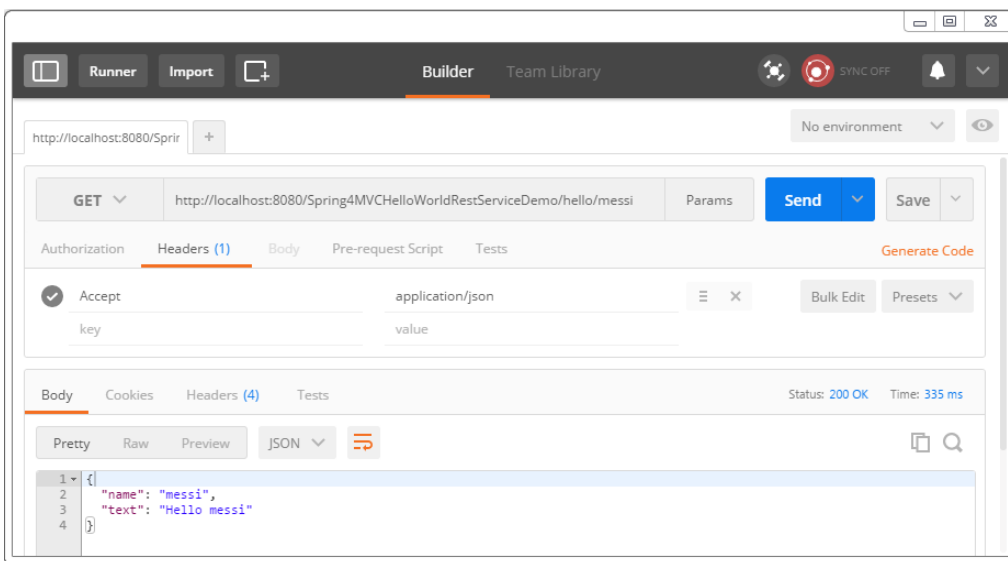 Runner Import Builder Team Library SYNC OFF
http://localhost:8080/Sprir + No environment
GET http://localhost:8080/Spring4MVCHelloWorldRestServiceDemo/hello/messi Params Send Save
Authorization Headers (1) Body Pre-request Script Tests Generate Code
Accept application/json Bulk Edit Presets
key value
Body Cookies Headers (4) Tests Status: 200 OK Time: 335 ms
Pretty Raw Preview JSON
1 {
2 "name": "messi",
3 "text": "Hello messi"
4 }